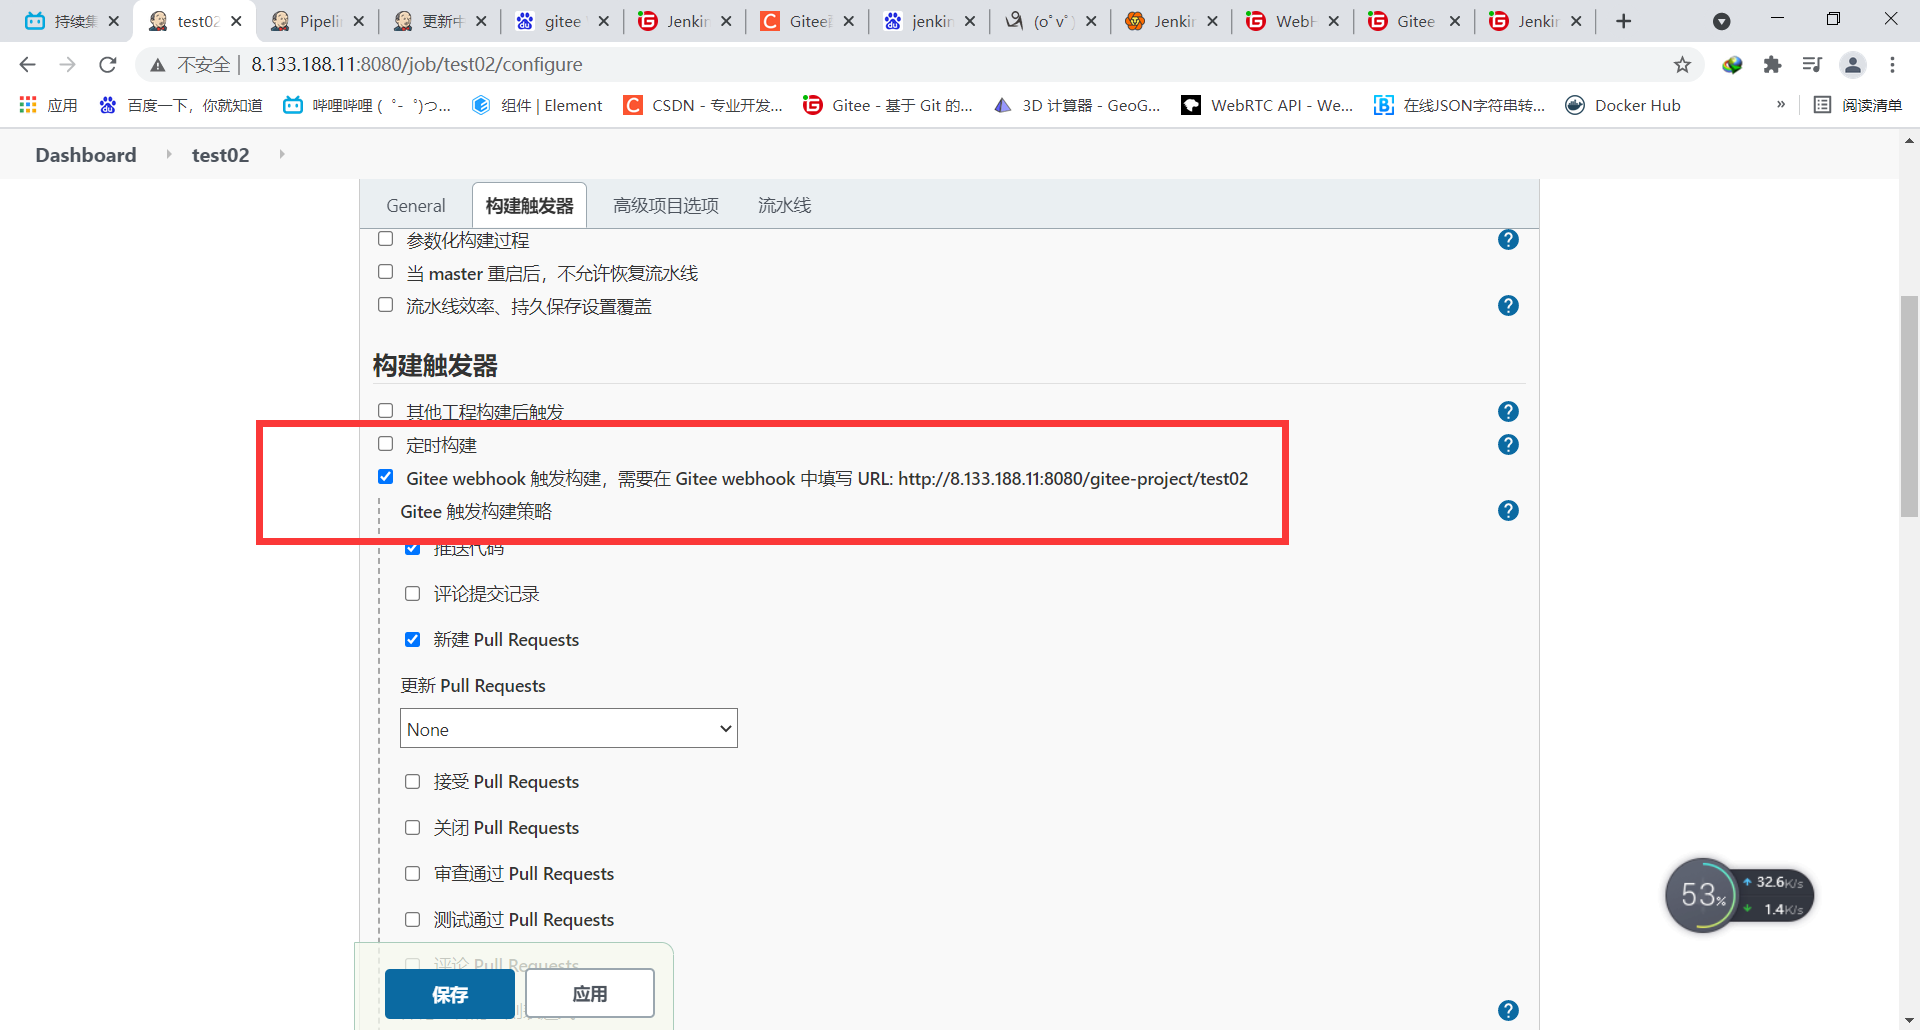 持续集
test02
Pipelin
更新中
gitee
Jenkin
Gitee
jenkin
(o゚v゚)
Jenkin
WebH
Gitee
Jenkin
不安全 | 8.133.188.11:8080/job/test02/configure
应用 百度一下，你就知道 哔哩哔哩 ( ゜- ゜)つ... 组件 | Element CSDN - 专业开发... Gitee - 基于 Git 的... 3D 计算器 - GeoG... WebRTC API - We... 在线JSON字符串转... Docker Hub » 阅读清单
Dashboard test02
General 构建触发器 高级项目选项 流水线
参数化构建过程
当 master 重启后，不允许恢复流水线
流水线效率、持久保存设置覆盖
构建触发器
其他工程构建后触发
定时构建
Gitee webhook 触发构建，需要在 Gitee webhook 中填写 URL: http://8.133.188.11:8080/gitee-project/test02
Gitee 触发构建策略
推送代码
评论提交记录
新建 Pull Requests
更新 Pull Requests
None
接受 Pull Requests
关闭 Pull Requests
审查通过 Pull Requests
测试通过 Pull Requests
评论 Pull Requests
保存 应用
53%
32.6K/s
1.4K/s